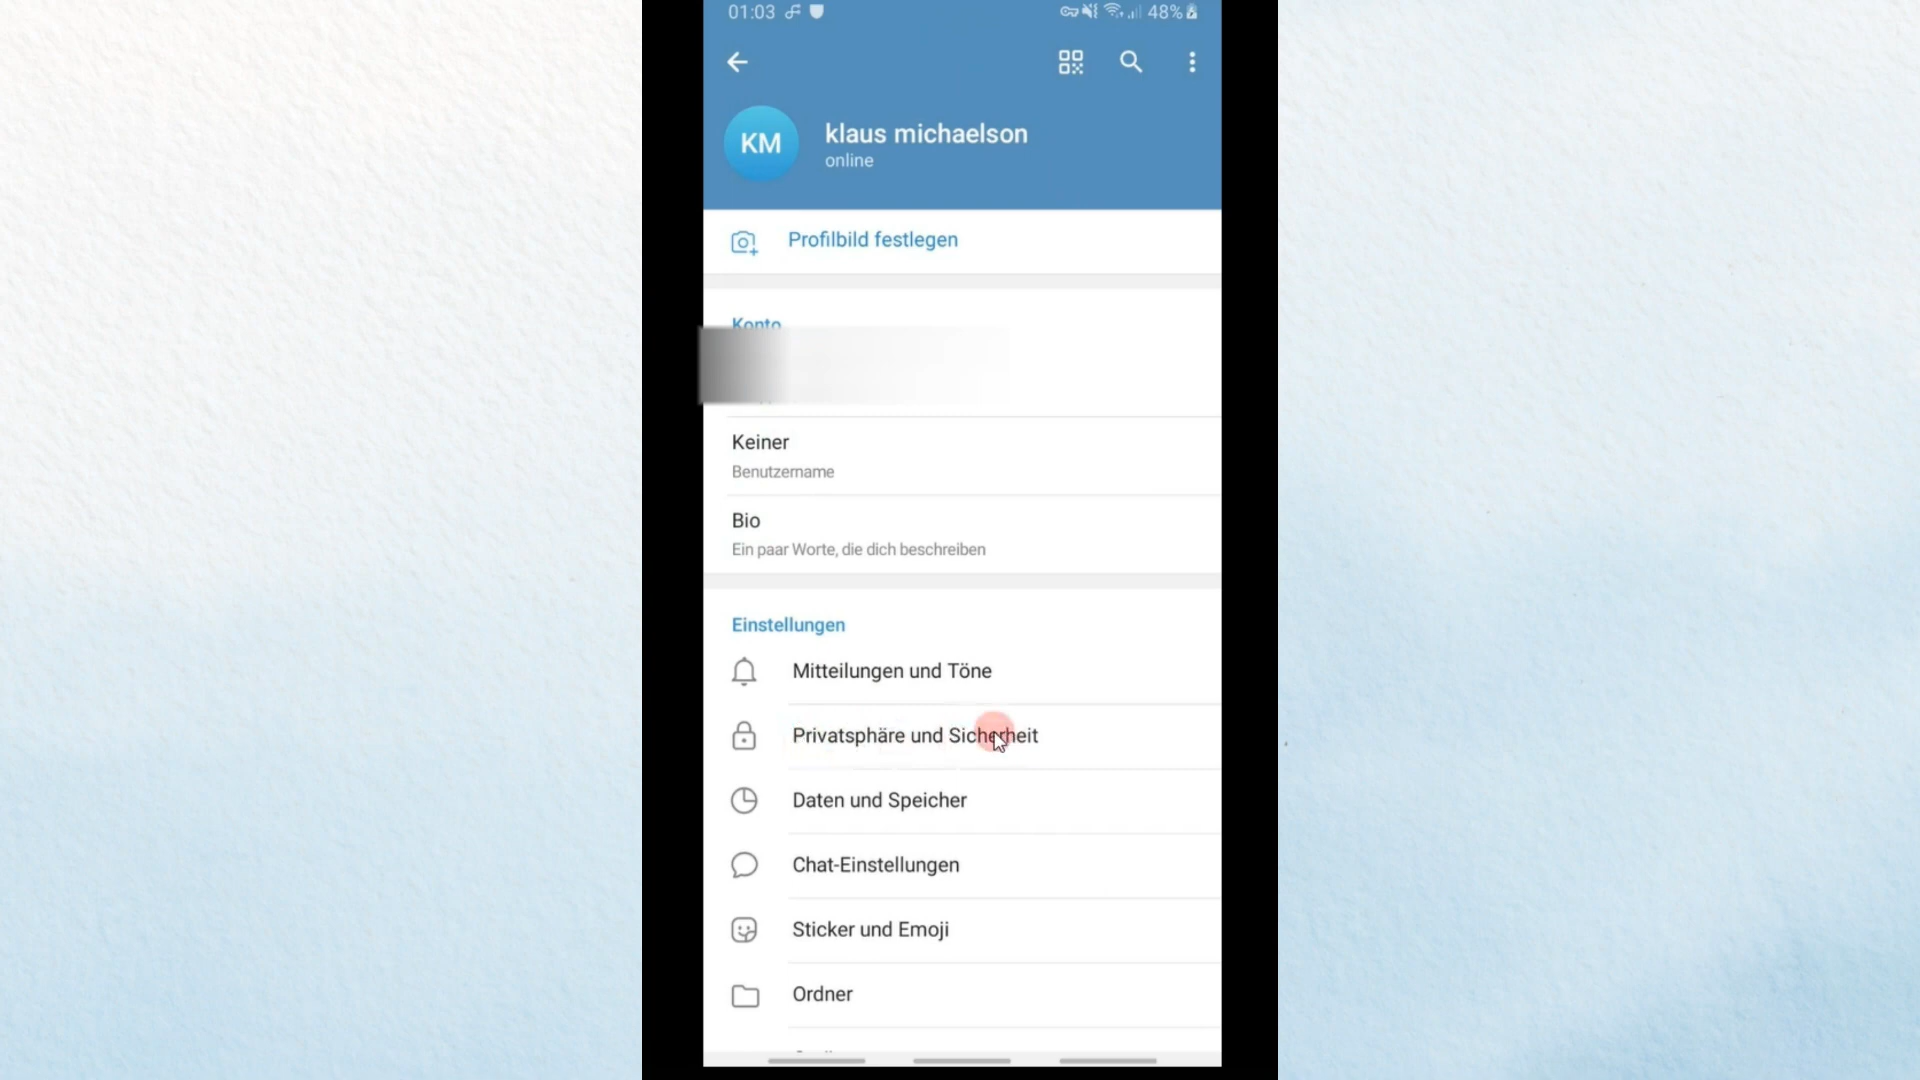 01:03
48%
KM
klaus michaelson
online
Profilbild festlegen
Konto
Keiner
Benutzername
Bio
Ein paar Worte, die dich beschreiben
Einstellungen
Mitteilungen und Töne
Privatsphäre und Sicherheit
Daten und Speicher
Chat-Einstellungen
Sticker und Emoji
Ordner